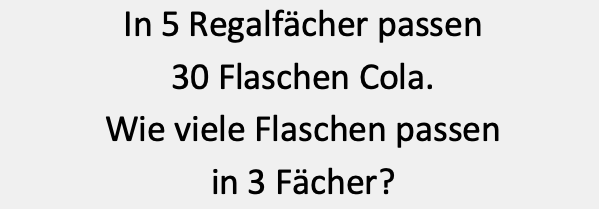 In 5 Regalfächer passen
30 Flaschen Cola.
Wie viele Flaschen passen
in 3 Fächer?